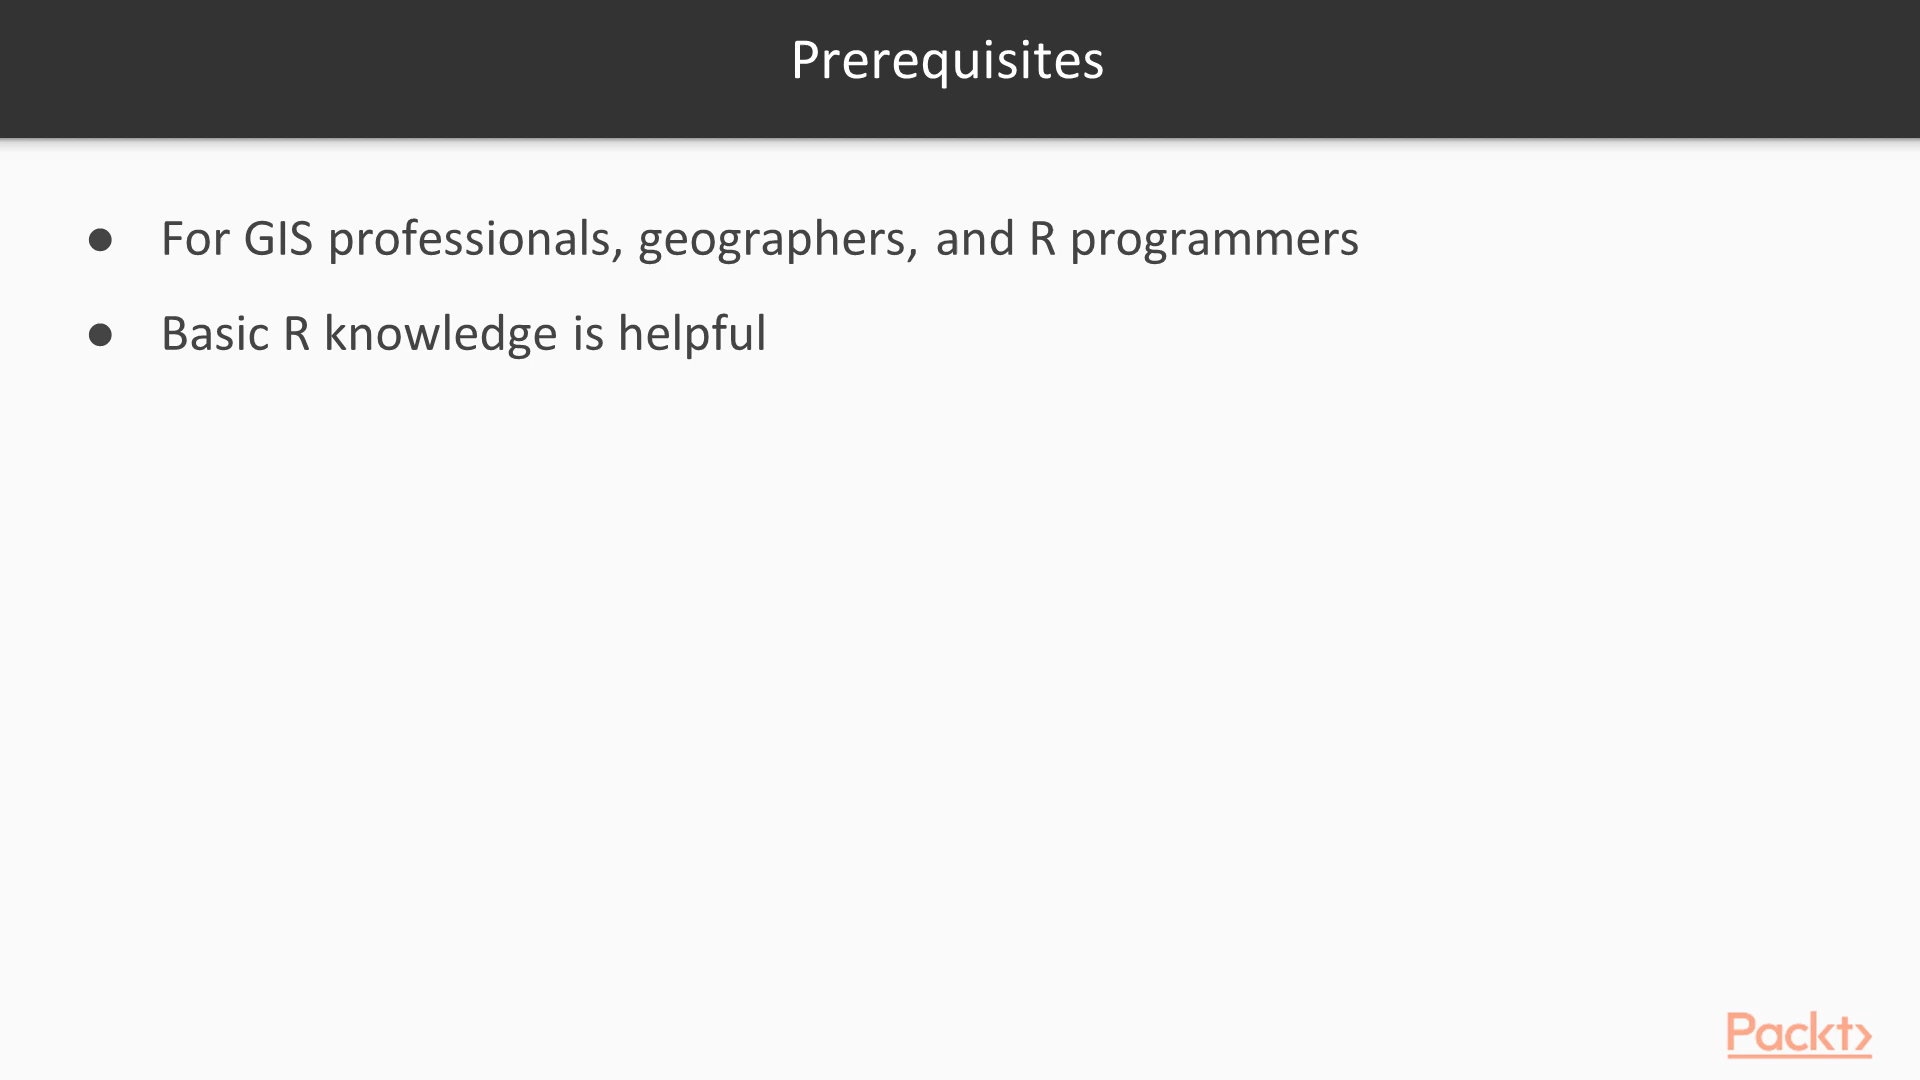 Prerequisites
● For GIS professionals, geographers, and R programmers
● Basic R knowledge is helpful
Packt>